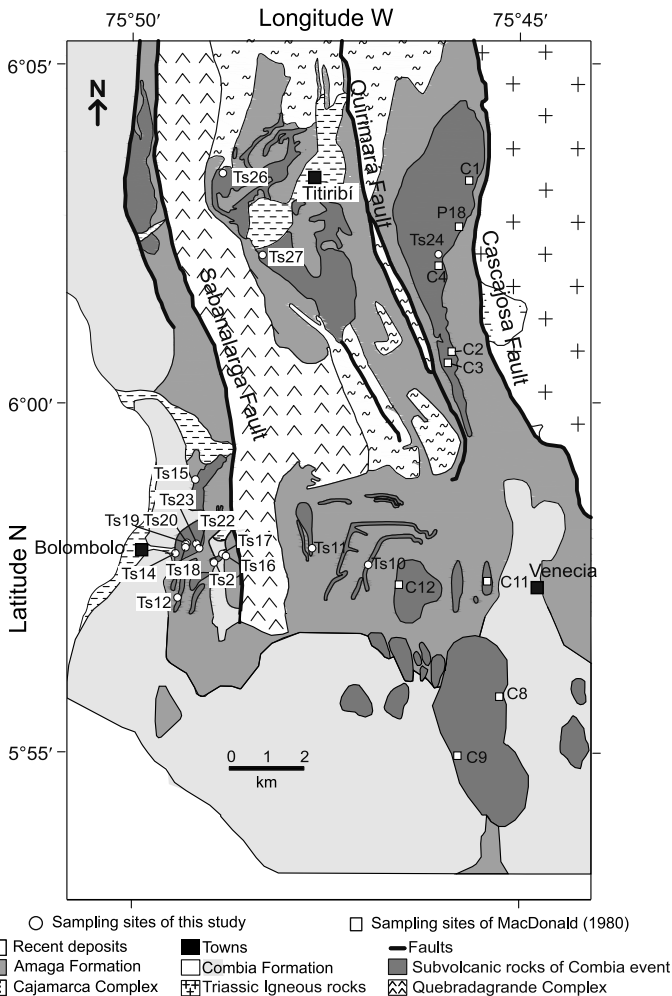 Longitude W
75°50′ 75°45′
6°05′
N
Quirimara Fault
C1
Ts26
Titiribí
P18
Ts24
C4
Ts27
Cascajosa Fault
Sabanalarga Fault
C2
C3
6°00′
Ts15
Ts23
Ts19 Ts20 Ts22
Ts17
Bolombolo
Ts11
Ts16
Ts10
Ts14 Ts18 Ts2
Venecia
C11
C12
Ts12
Latitude N
C8
5°55′
0 1 2
km
C9
Sampling sites of this study Sampling sites of MacDonald (1980)
Recent deposits Towns Faults
Amaga Formation Combia Formation Subvolcanic rocks of Combia event
Cajamarca Complex Triassic Igneous rocks Quebradagrande Complex